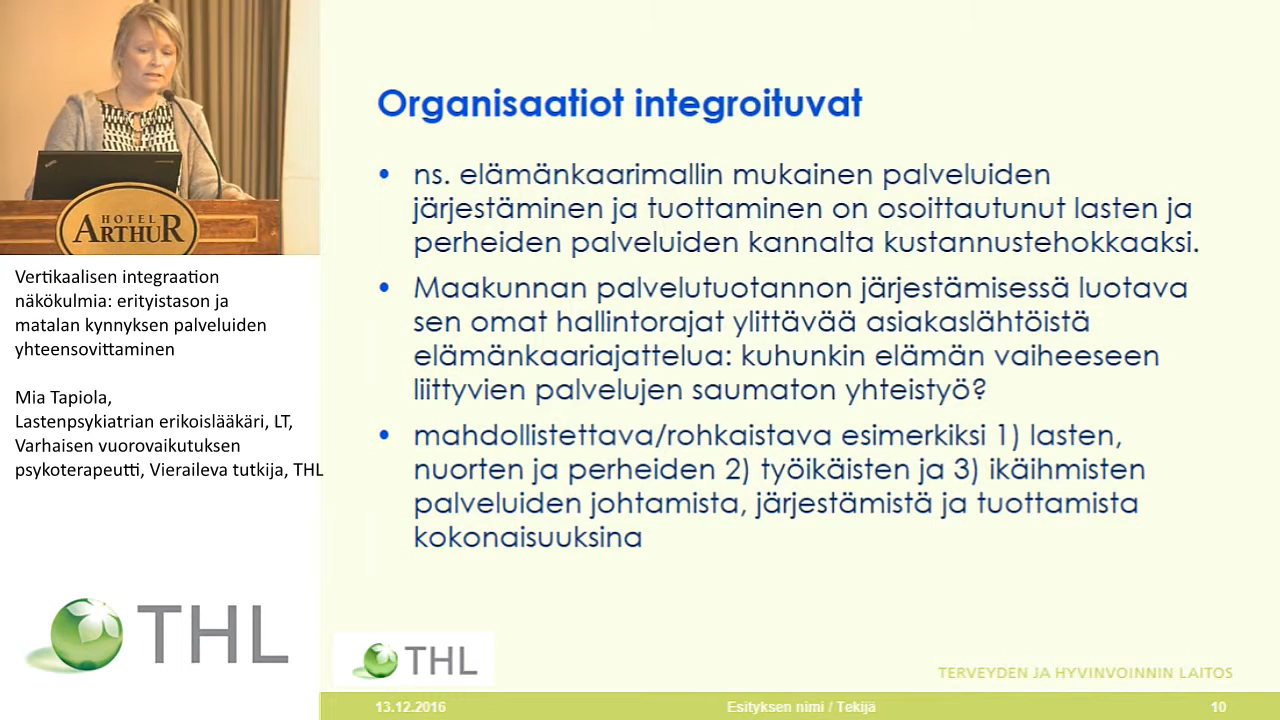 HOTEL
ARTHUR
Vertikaalisen integraation
näkökulmia: erityistason ja
matalan kynnyksen palveluiden
yhteensovittaminen
Mia Tapiola,
Lastenpsykiatrian erikoislääkäri, LT,
Varhaisen vuorovaikutuksen
psykoterapeutti, Vieraileva tutkija, THL
THL
Organisaatiot integroituvat
• ns. elämänkaarimallin mukainen palveluiden
järjestäminen ja tuottaminen on osoittautunut lasten ja
perheiden palveluiden kannalta kustannustehokkaaksi.
• Maakunnan palvelutuotannon järjestämisessä luotava
sen omat hallintorajat ylittävää asiakaslähtöistä
elämänkaariajattelua: kuhunkin elämän vaiheeseen
liittyvien palvelujen saumaton yhteistyö?
• mahdollistettava/rohkaistava esimerkiksi 1) lasten,
nuorten ja perheiden 2) työikäisten ja 3) ikäihmisten
palveluiden johtamista, järjestämistä ja tuottamista
kokonaisuuksina
THL
TERVEYDEN JA HYVINVOINNIN LAITOS
13.12.2016
Esityksen nimi / Tekijä
10